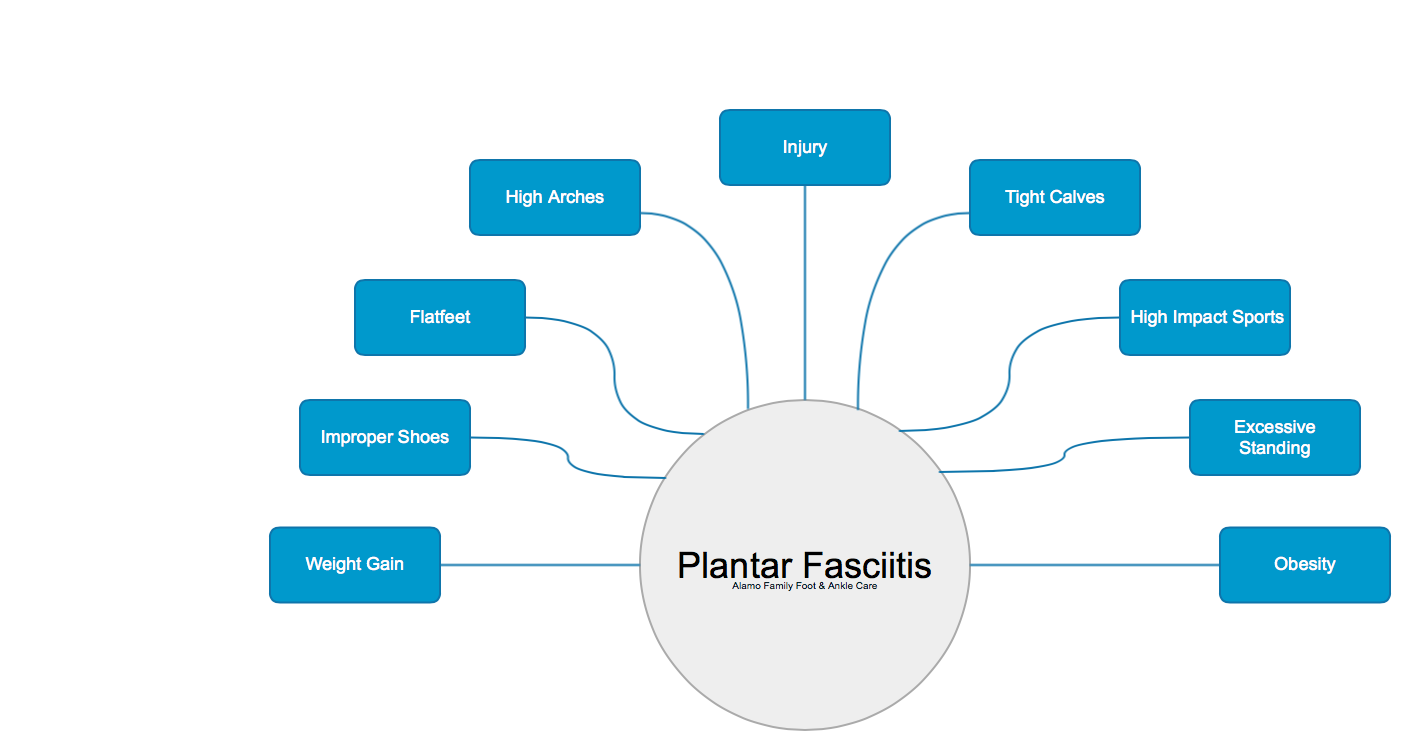 Injury
High Arches
Tight Calves
Flatfeet
High Impact Sports
Improper Shoes
Excessive
Standing
Weight Gain
Plantar Fasciitis
Alamo Family Foot & Ankle Care
Obesity